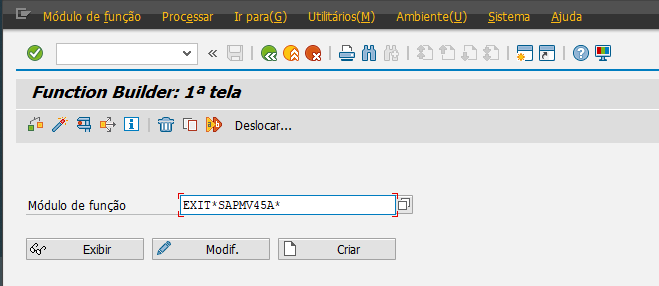 Módulo de função Processar Ir para(G) Utilitários(M) Ambiente(U) Sistema Ajuda
Function Builder: 1ª tela
Deslocar...
Módulo de função EXIT*SAPMV45A*
Exibir Modif. Criar